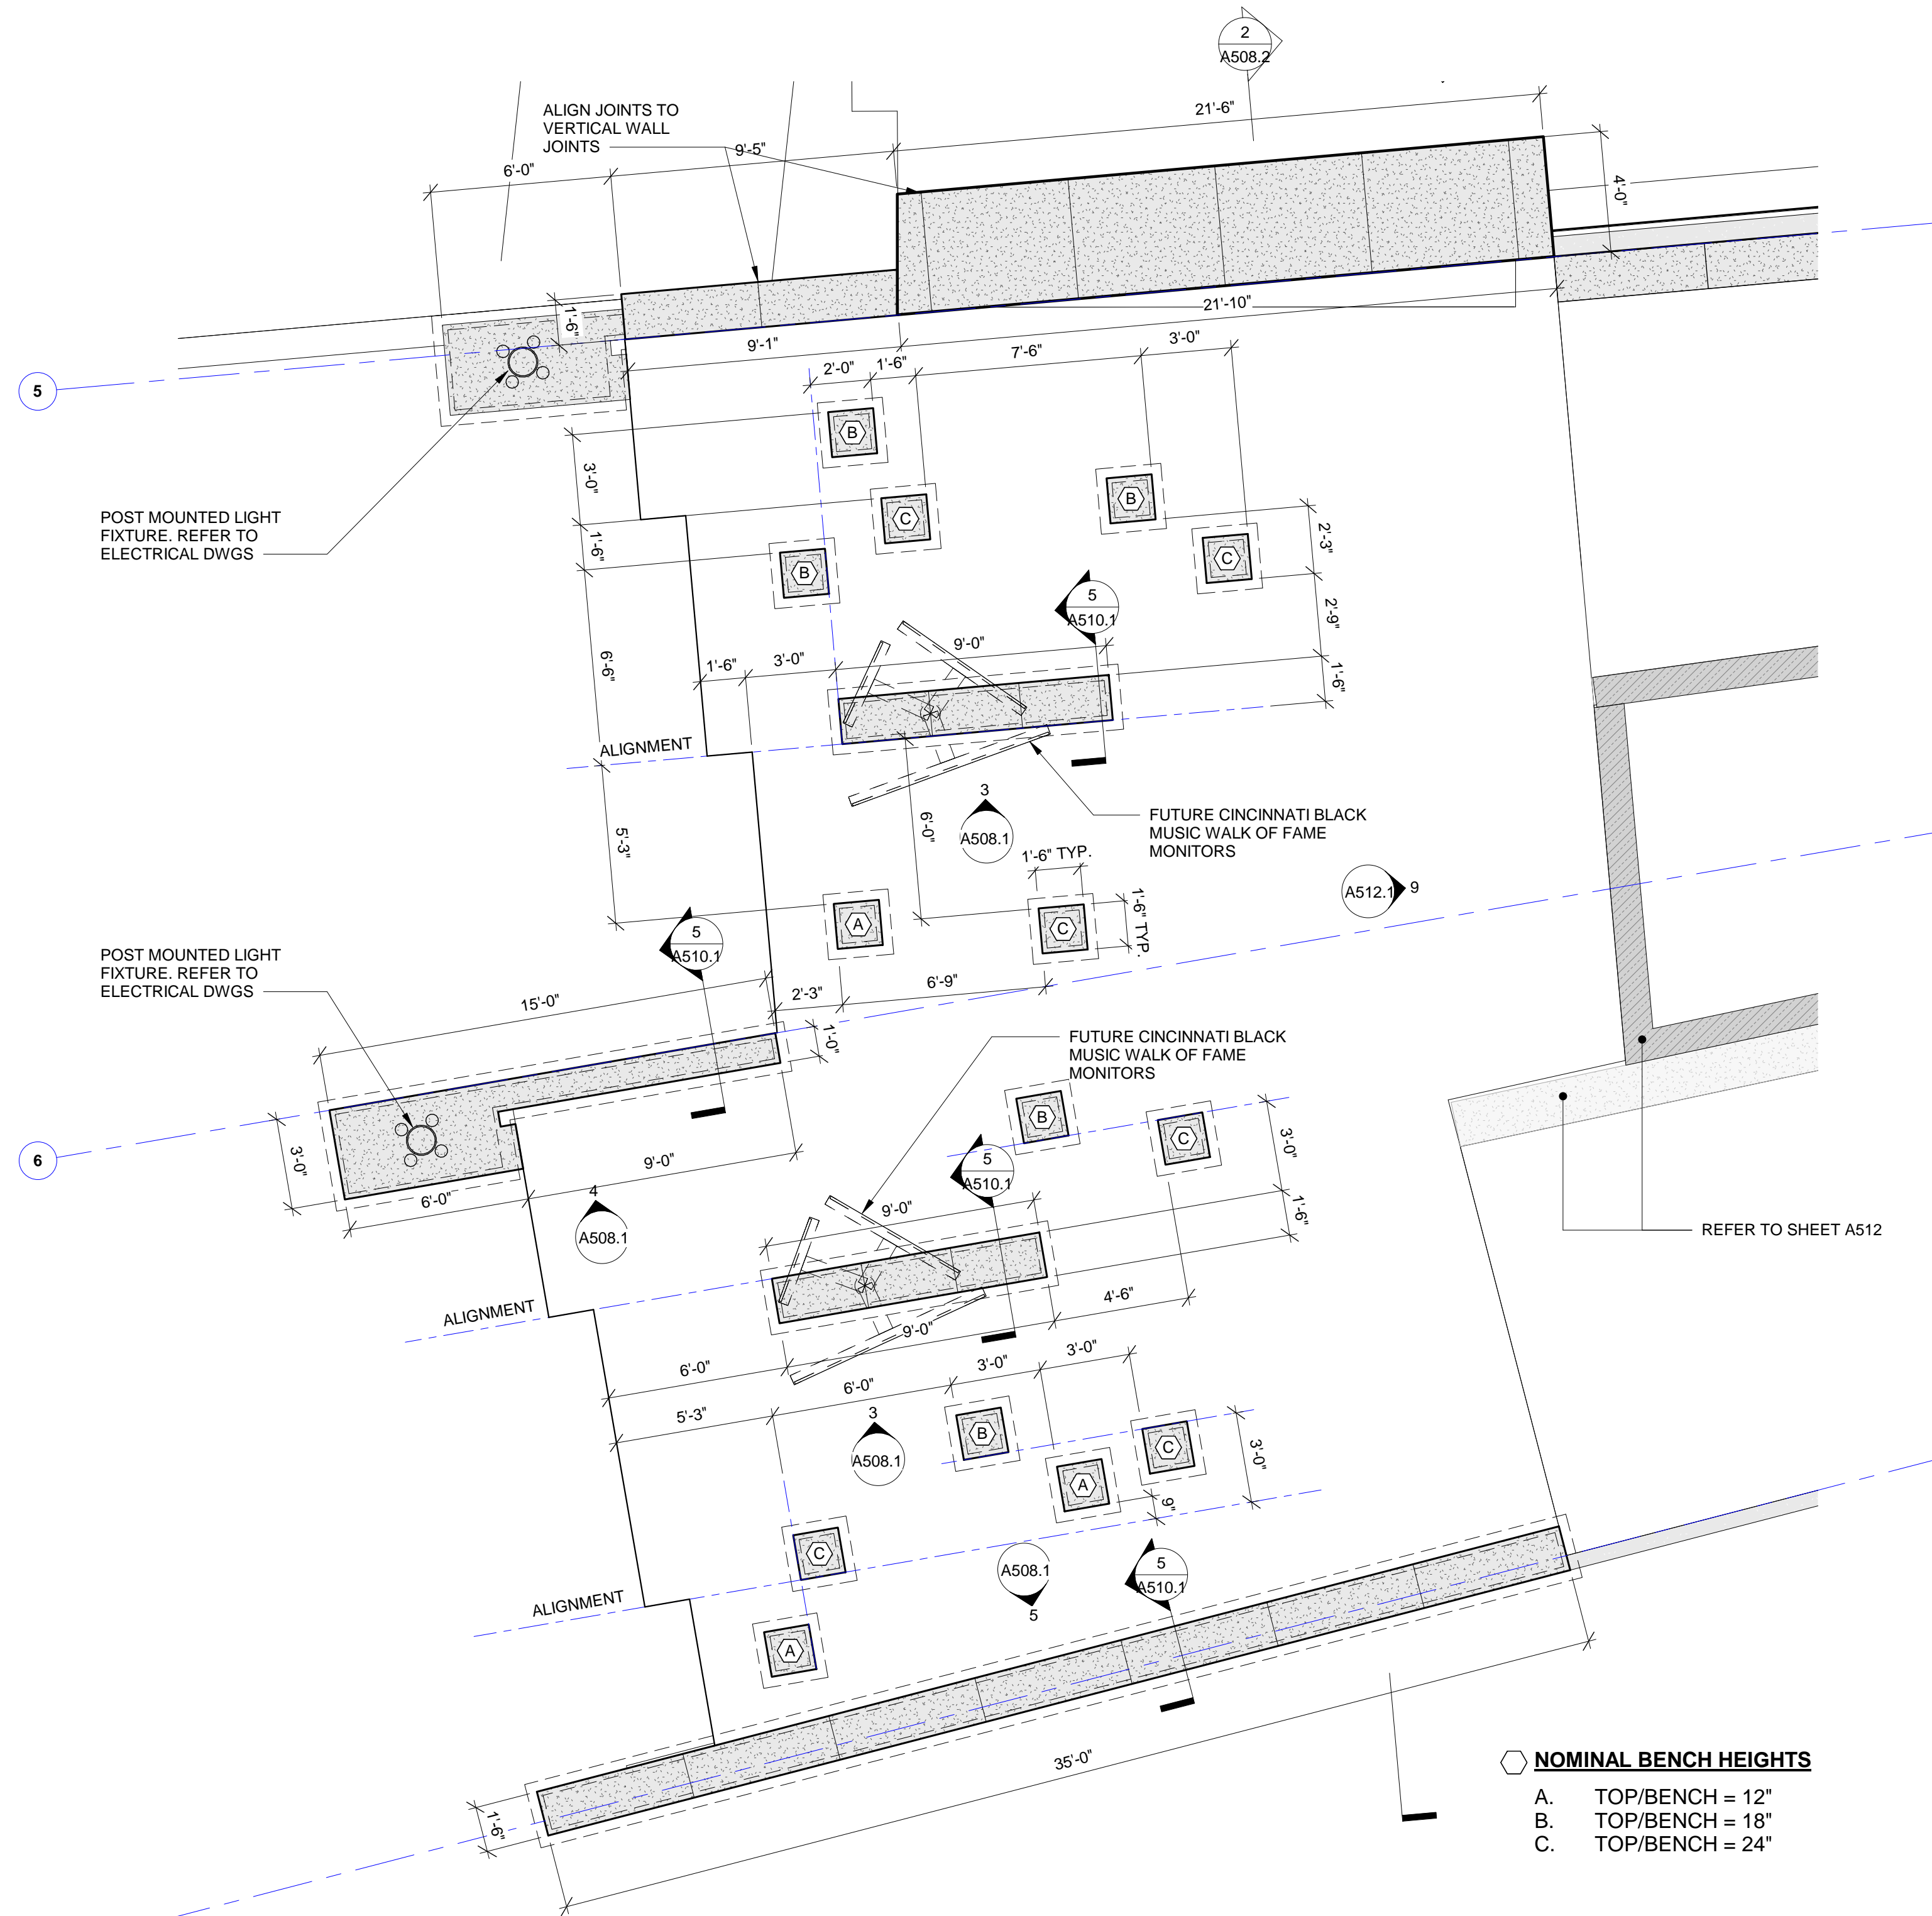 2
A508.2
ALIGN JOINTS TO
VERTICAL WALL
JOINTS
21'-6"
9'-5"
6'-0"
4'-0"
1'-6"
21'-10"
9'-1"
5
2'-0"
1'-6"
7'-6"
3'-0"
B
3'-0"
C
B
POST MOUNTED LIGHT
FIXTURE. REFER TO
ELECTRICAL DWGS
1'-6"
2'-3"
C
B
5
A510.1
2'-9"
6'-6"
1'-6"
3'-0"
9'-0"
1'-6"
ALIGNMENT
3
A508.1
FUTURE CINCINNATI BLACK
MUSIC WALK OF FAME
MONITORS
5'-3"
6'-0"
1'-6" TYP.
1'-6" TYP.
A512.1
9
A
C
5
A510.1
POST MOUNTED LIGHT
FIXTURE. REFER TO
ELECTRICAL DWGS
15'-0"
2'-3"
6'-9"
1'-0"
FUTURE CINCINNATI BLACK
MUSIC WALK OF FAME
MONITORS
B
C
3'-0"
6
3'-0"
9'-0"
5
A510.1
6'-0"
4
A508.1
9'-0"
1'-6"
REFER TO SHEET A512
ALIGNMENT
4'-6"
9'-0"
6'-0"
3'-0"
3'-0"
6'-0"
5'-3"
3
A508.1
B
C
3'-0"
A
9"
C
A508.1
5
5
A510.1
ALIGNMENT
A
35'-0"
1'-6"
NOMINAL BENCH HEIGHTS
A. TOP/BENCH = 12"
B. TOP/BENCH = 18"
C. TOP/BENCH = 24"